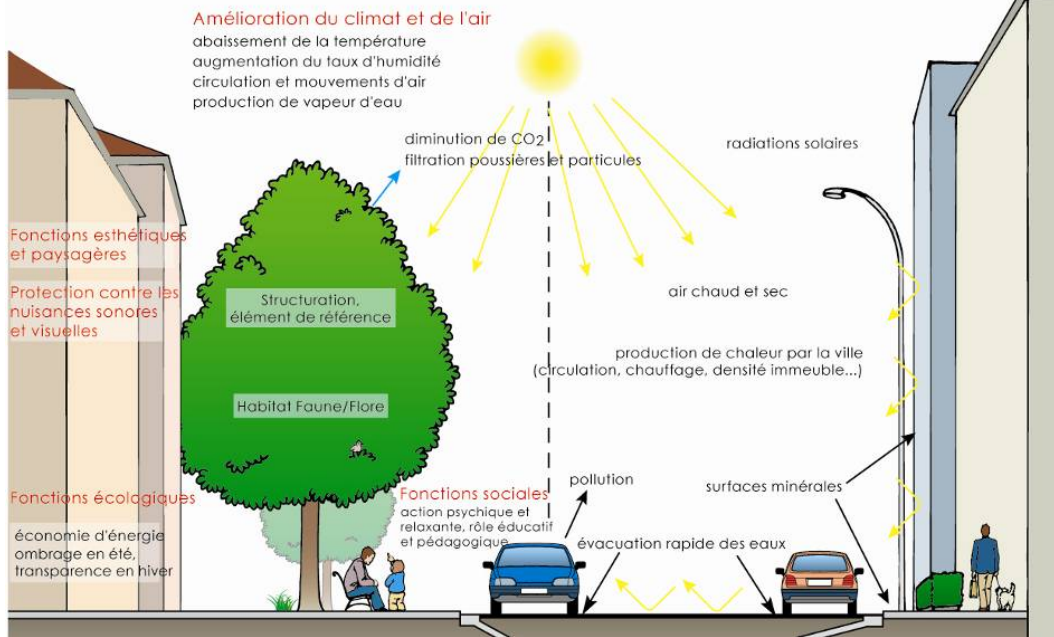 Amélioration du climat et de l'air
abaissement de la température
augmentation du taux d'humidité
circulation et mouvements d'air
production de vapeur d'eau
diminution de CO2
filtration poussières et particules
radiations solaires
Fonctions esthétiques
et paysagères
Protection contre les
nuisances sonores
et visuelles
Structuration,
élément de référence
air chaud et sec
production de chaleur par la ville
(circulation, chauffage, densité immeuble...)
Habitat Faune/Flore
Fonctions écologiques
économie d'énergie
ombrage en été,
transparence en hiver
Fonctions sociales
action psychique et
relaxante, rôle éducatif
et pédagogique
pollution
surfaces minérales
évacuation rapide des eaux